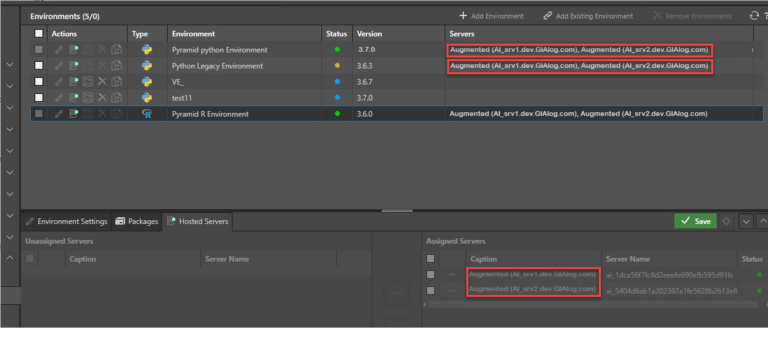 Environments (5/0)
+ Add Environment
Add Existing Environment
Remove Environments
Actions Type Environment Status Version Servers
Pyramid python Environment 3.7.0 Augmented (AI_srv1.dev.GIAlog.com), Augmented (AI_srv2.dev.GIAlog.com)
Python Legacy Environment 3.6.3 Augmented (AI_srv1.dev.GIAlog.com), Augmented (AI_srv2.dev.GIAlog.com)
VE_ 3.6.7
test11 3.7.0
Pyramid R Environment 3.6.0 Augmented (AI_srv1.dev.GIAlog.com), Augmented (AI_srv2.dev.GIAlog.com)
Environment Settings Packages Hosted Servers Save
Unassigned Servers Assigned Servers
Caption Server Name Caption Server Name Status
Augmented (AI_srv1.dev.GIAlog.com)
Augmented (AI_srv2.dev.GIAlog.com)